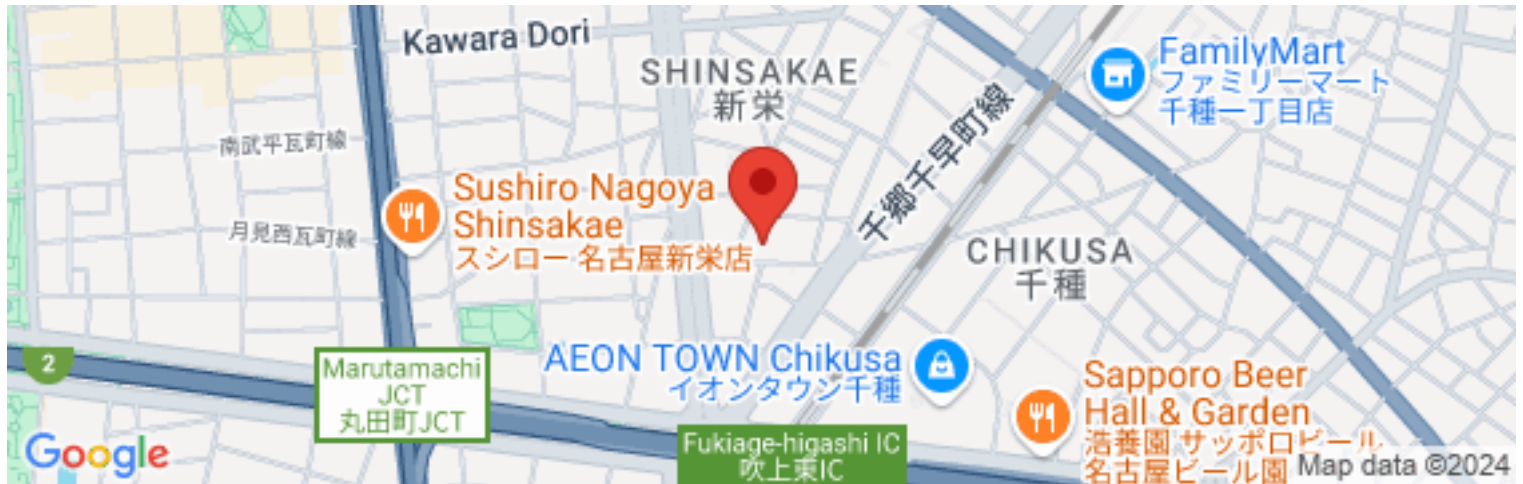 Kawara Dori
SHINSAKAE
新栄
FamilyMart
ファミリーマート
千種一丁目店
南武平瓦町線
千郷千早町線
Sushiro Nagoya
Shinsakae
スシロー 名古屋新栄店
月見西瓦町線
CHIKUSA
千種
2
Marutamachi
JCT
丸田町JCT
AEON TOWN Chikusa
イオンタウン千種
Sapporo Beer
Hall & Garden
浩養園 サッポロビール
名古屋ビール園
Fukiage-higashi IC
吹上東IC
Google
Map data ©2024